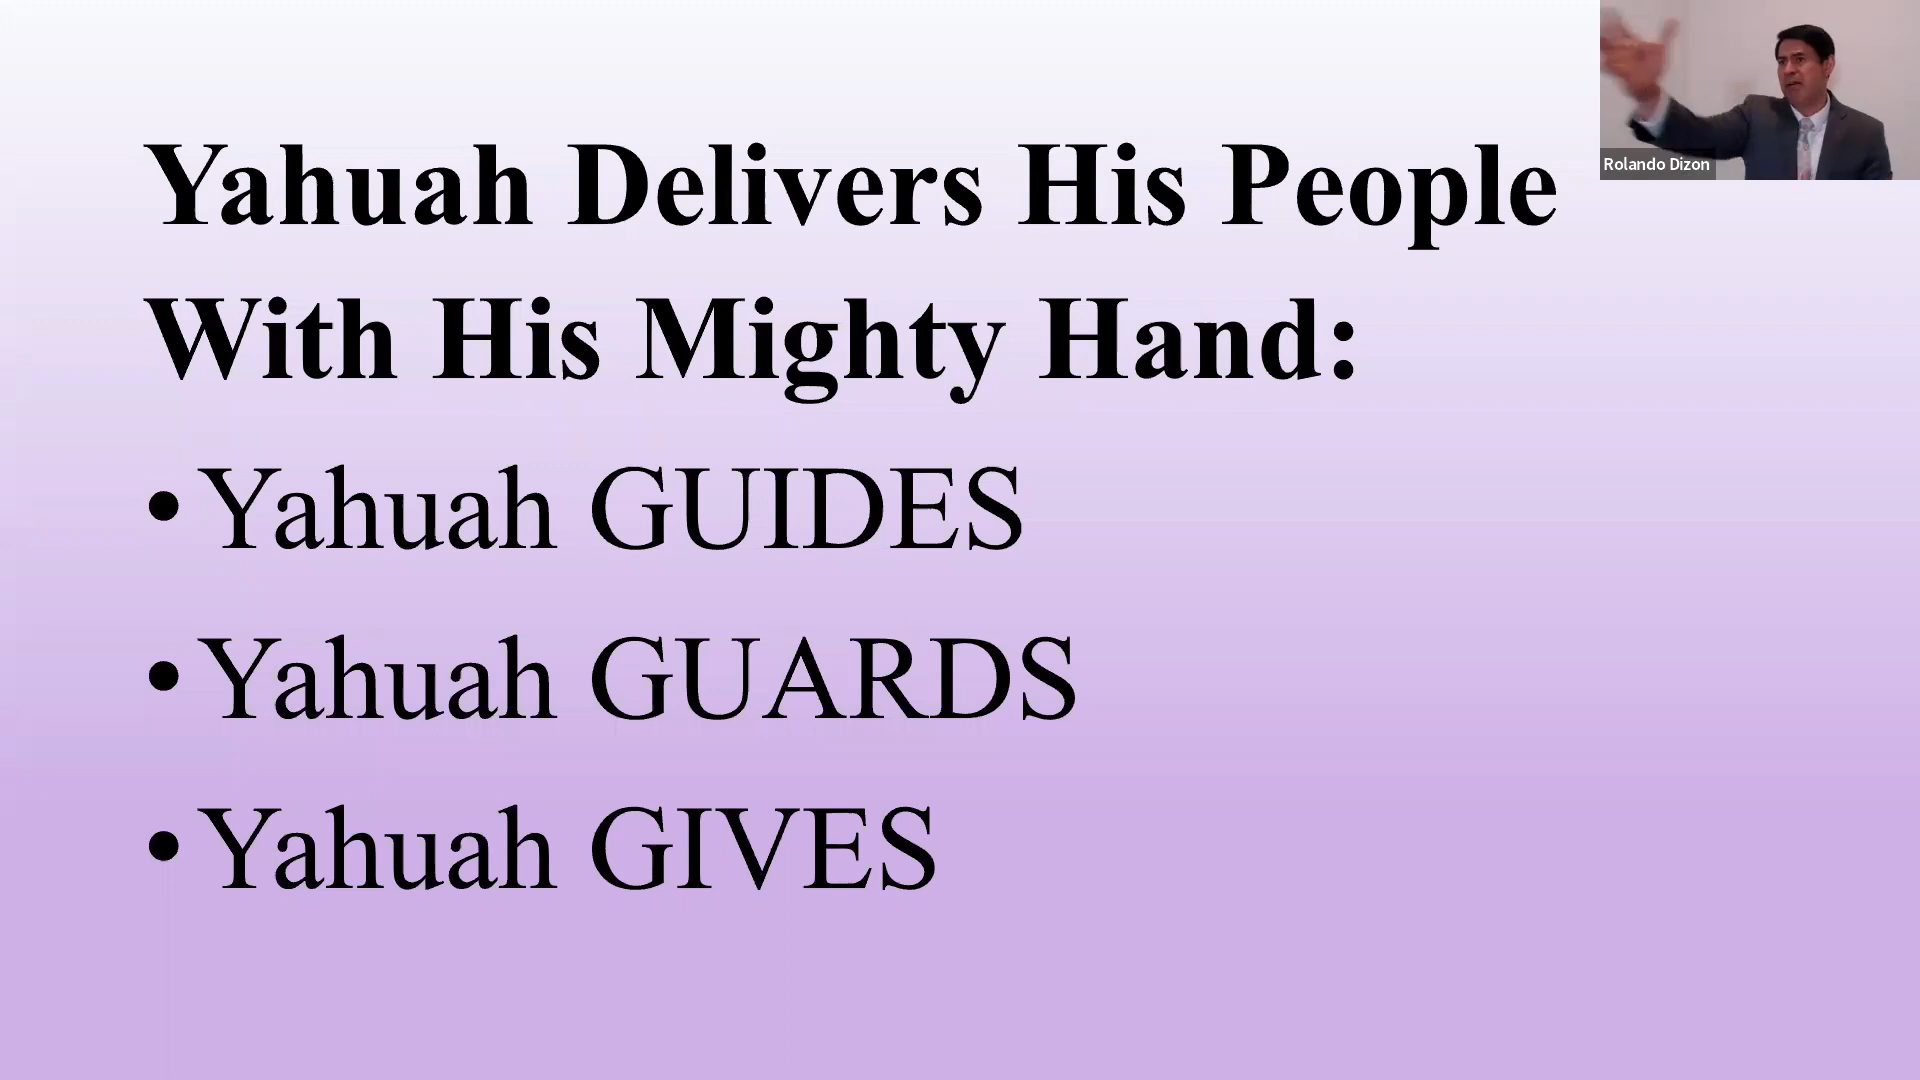 Yahuah Delivers His People
With His Mighty Hand:
• Yahuah GUIDES
• Yahuah GUARDS
• Yahuah GIVES
Rolando Dizon